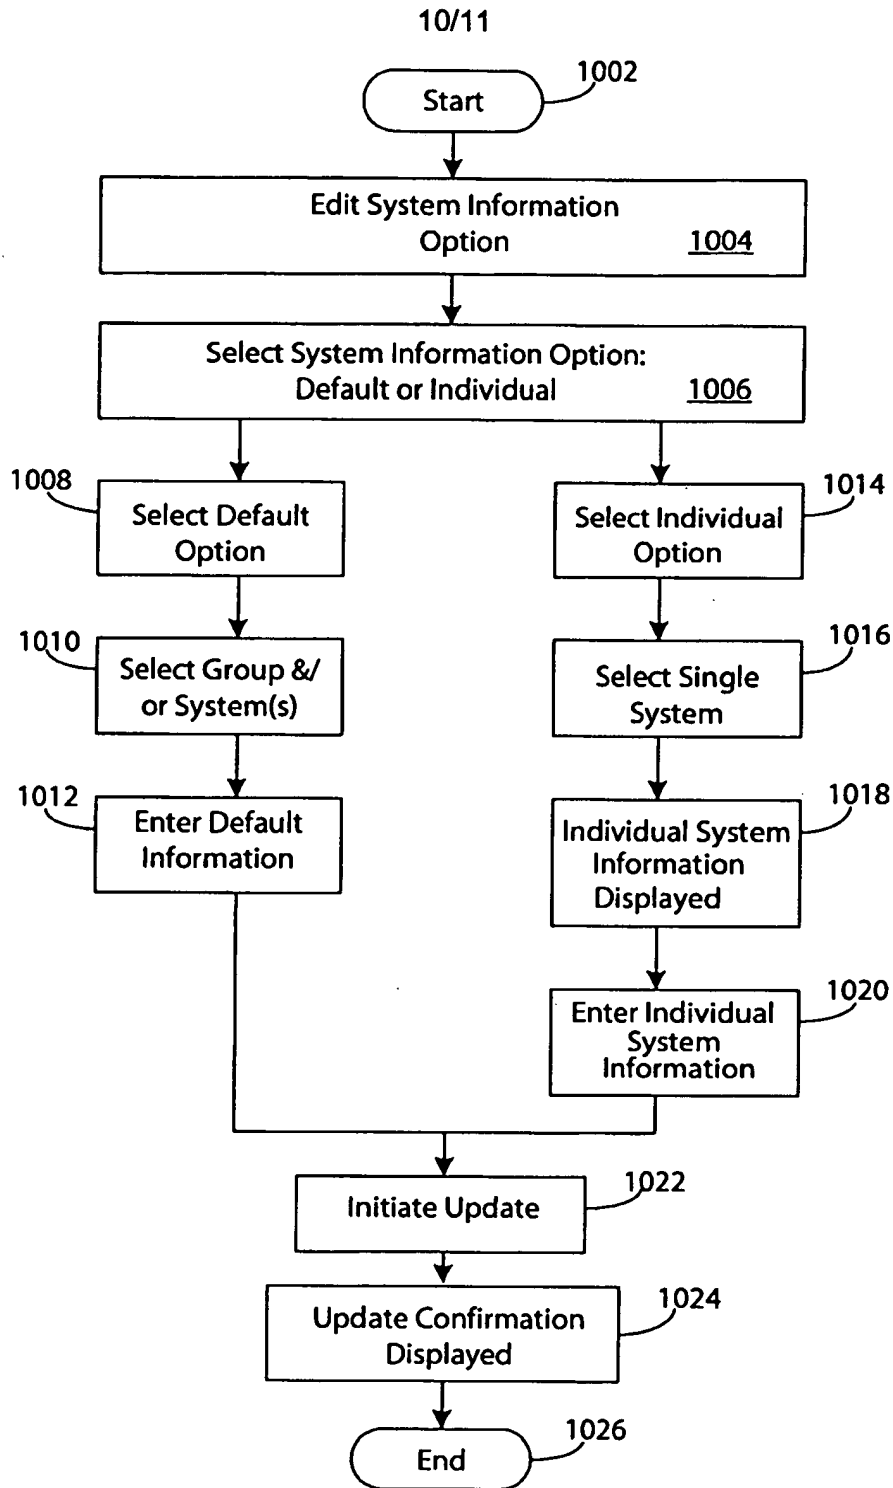 10/11
1002
Start
Edit System Information
Option
1004
Select System Information Option:
Default or Individual
1006
1008
Select Default
Option
1014
Select Individual
Option
1010
Select Group &/
or System(s)
1016
Select Single
System
1012
Enter Default
Information
1018
Individual System
Information
Displayed
1020
Enter Individual
System
Information
1022
Initiate Update
1024
Update Confirmation
Displayed
1026
End